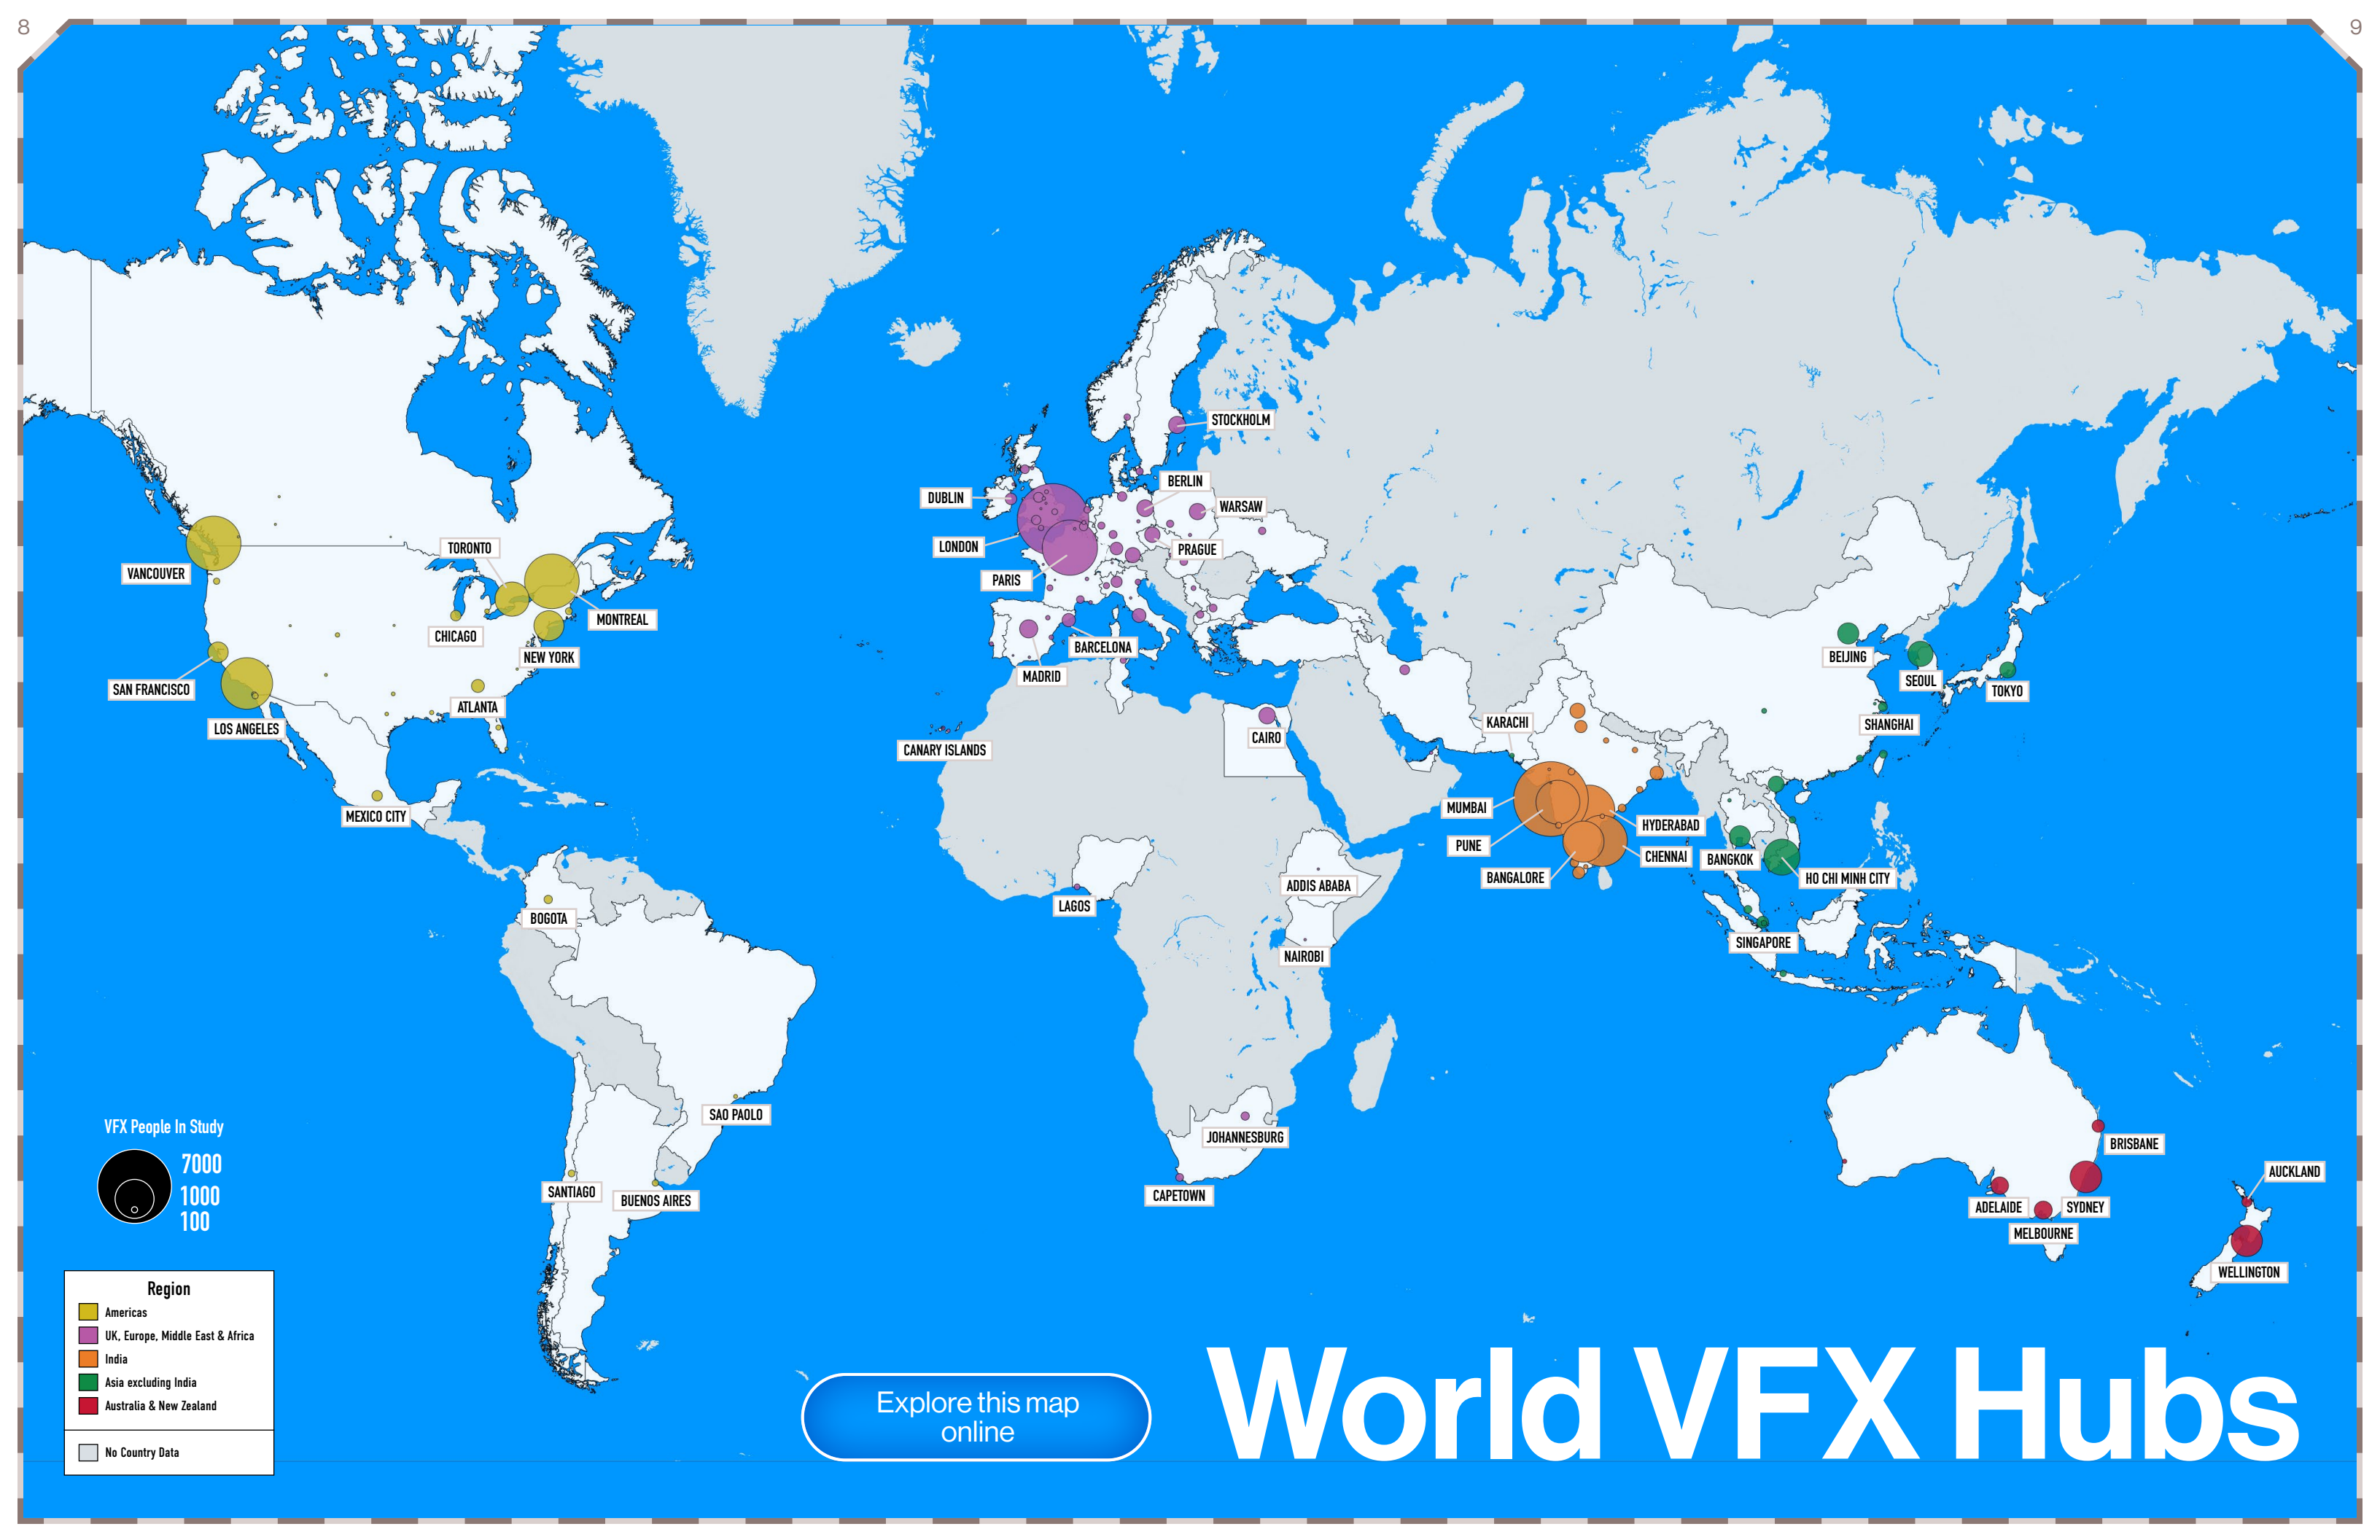 8
9
STOCKHOLM
BERLIN
DUBLIN
WARSAW
LONDON
PRAGUE
PARIS
TORONTO
VANCOUVER
MONTREAL
CHICAGO
NEW YORK
BARCELONA
MADRID
SAN FRANCISCO
ATLANTA
LOS ANGELES
BEIJING
SEOUL
TOKYO
SHANGHAI
KARACHI
CAIRO
CANARY ISLANDS
MEXICO CITY
MUMBAI
HYDERABAD
PUNE
CHENNAI
BANGKOK
BANGALORE
HO CHI MINH CITY
ADDIS ABABA
LAGOS
BOGOTA
SINGAPORE
NAIROBI
SAO PAOLO
JOHANNESBURG
BRISBANE
AUCKLAND
SANTIAGO
BUENOS AIRES
CAPETOWN
ADELAIDE
SYDNEY
MELBOURNE
WELLINGTON
VFX People In Study
7000
1000
100
Region
Americas
UK, Europe, Middle East & Africa
India
Asia excluding India
Australia & New Zealand
No Country Data
Explore this map
online
World VFX Hubs